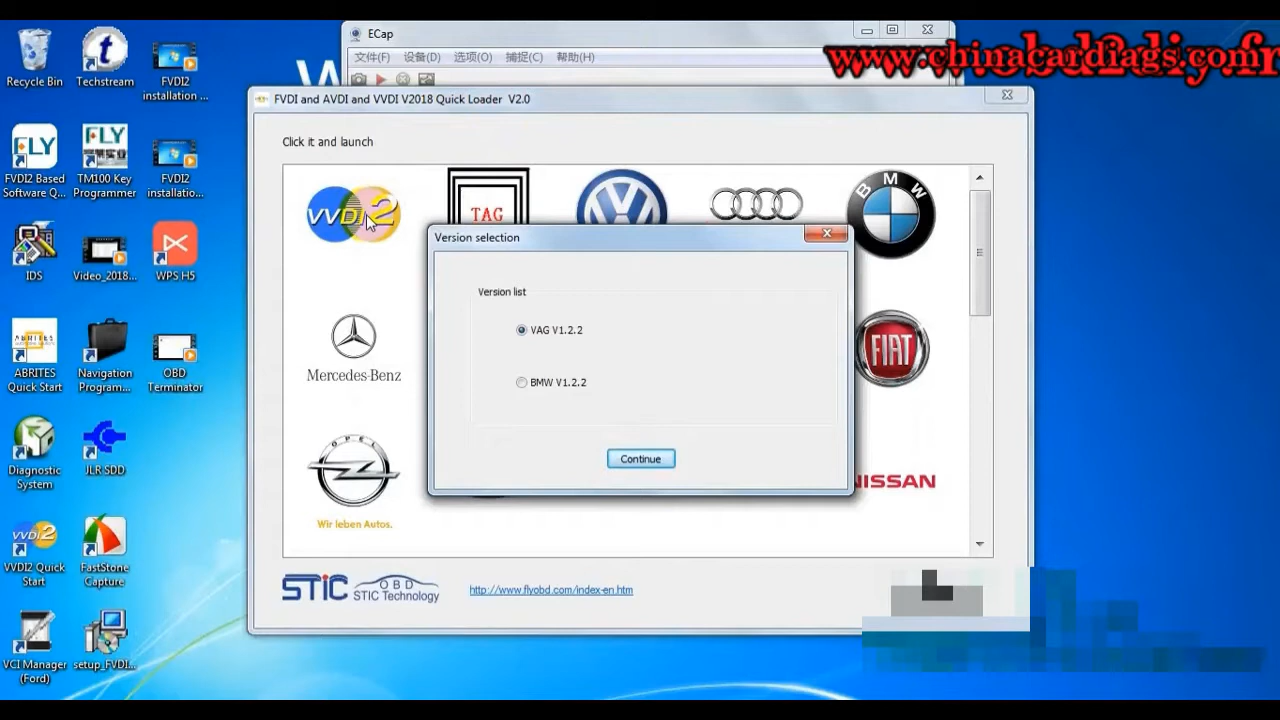 ECap
文件(F) 设备(D) 选项(O) 捕捉(C) 帮助(H)
www.chinacardiags.com
Recycle Bin
Techstream
FVDI2
installation ...
FLY
FVDI2 Based
Software Q...
FLY
TM100 Key
Programmer
FVDI2
installatio...
IDS
Video_2018...
WPS H5
ABRITES
ABRITES
Quick Start
Navigation
Program...
OBD
Terminator
Diagnostic
System
JLR SDD
VVDI2
VVDI2 Quick
Start
FastStone
Capture
VCI Manager
(Ford)
setup_FVDI...
FVDI and AVDI and VVDI V2018 Quick Loader V2.0
Click it and launch
VVDI2
TAG
BMW
Mercedes-Benz
FIAT
OPEL
Wir leben Autos.
NISSAN
Version selection
Version list
VAG V1.2.2
BMW V1.2.2
Continue
STIC OBD
STIC Technology
http://www.flyobd.com/index-en.htm